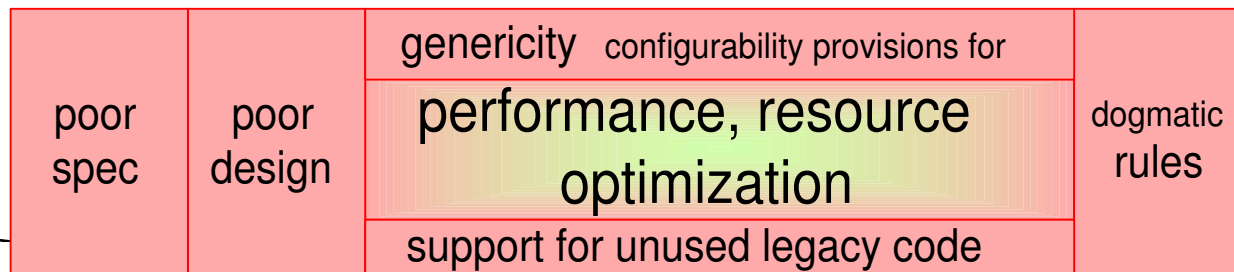 poor
spec
poor
design
genericity configurability provisions for
performance, resource
optimization
support for unused legacy code
dogmatic
rules